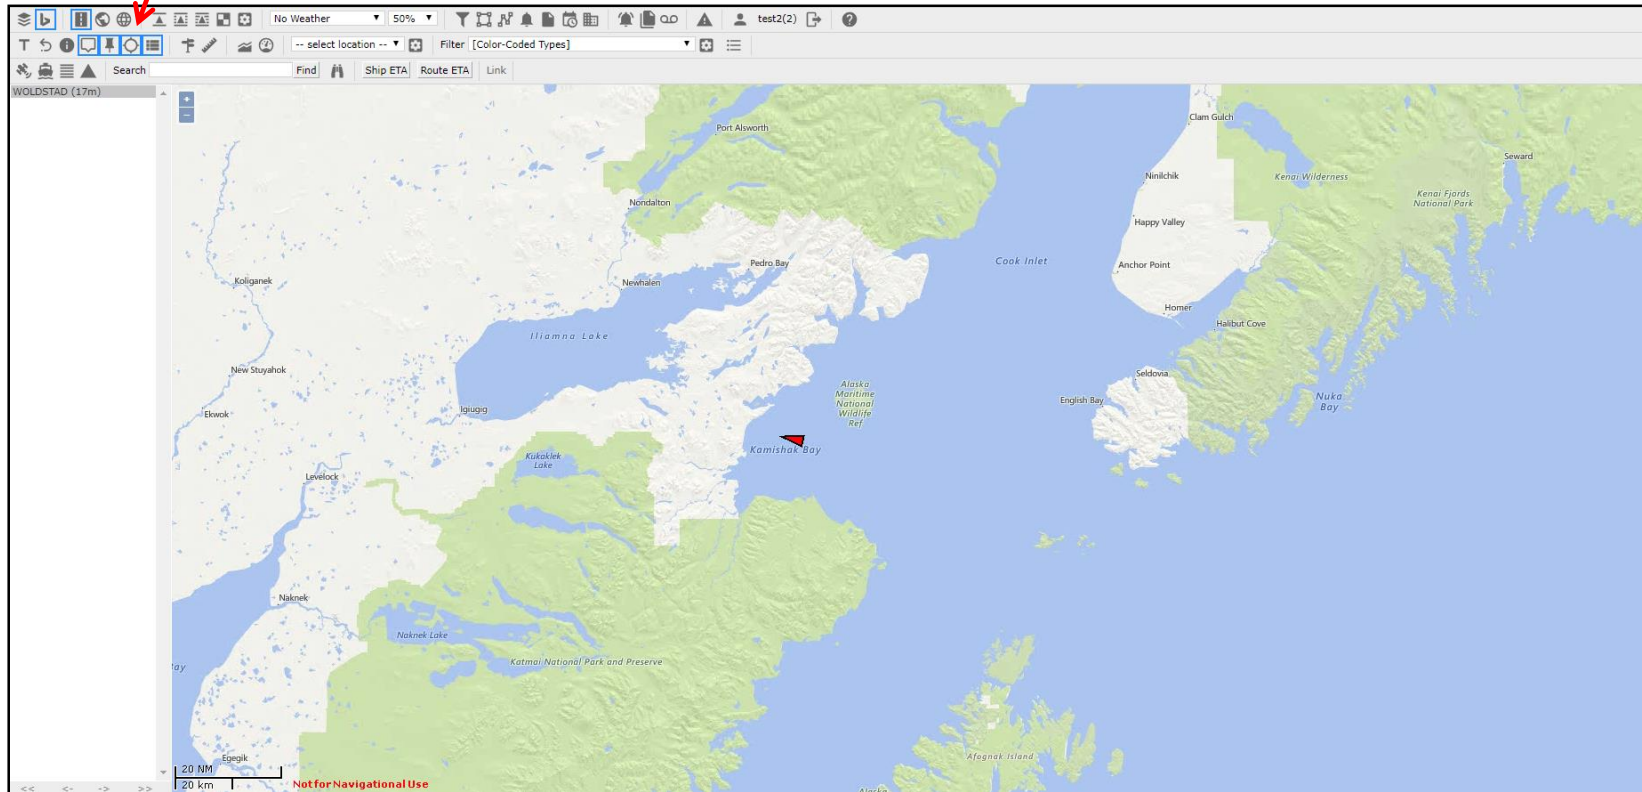 No Weather 50% test2(2)
-- select location -- Filter [Color-Coded Types]
Search Find Ship ETA Route ETA Link
WOLDSTAD (17m)
+
−
Clam Gulch
Port Alsworth
Seward
Ninilchik
Kenai Wilderness
Kenai Fjords
National Park
Nondalton
Happy Valley
Cook Inlet
Pedro Bay
Anchor Point
Koliganek
Newhalen
Homer
Halibut Cove
Iliamna Lake
New Stuyahok
Seldovia
Alaska
Maritime
National
Wildlife
Ref
English Bay
Nuka
Bay
Igiugig
Ekwok
Kamishak Bay
Kukaklek
Lake
Levelock
Naknek
Naknek Lake
Katmai National Park and Preserve
ay
Egegik
Afognak Island
20 NM
20 km
Not for Navigational Use
Alaska
<< <- -> >>